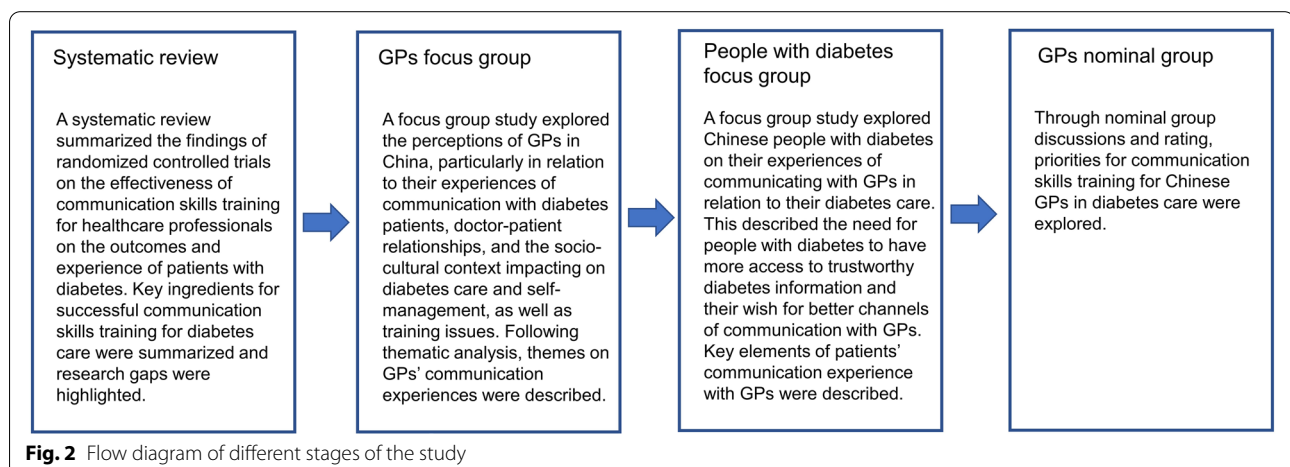 Systematic review
A systematic review
summarized the findings of
randomized controlled trials
on the effectiveness of
communication skills training
for healthcare professionals
on the outcomes and
experience of patients with
diabetes. Key ingredients for
successful communication
skills training for diabetes
care were summarized and
research gaps were
highlighted.
GPs focus group
A focus group study explored
the perceptions of GPs in
China, particularly in relation
to their experiences of
communication with diabetes
patients, doctor-patient
relationships, and the socio-
cultural context impacting on
diabetes care and self-
management, as well as
training issues. Following
thematic analysis, themes on
GPs’ communication
experiences were described.
People with diabetes
focus group
A focus group study explored
Chinese people with diabetes
on their experiences of
communicating with GPs in
relation to their diabetes care.
This described the need for
people with diabetes to have
more access to trustworthy
diabetes information and
their wish for better channels
of communication with GPs.
Key elements of patients’
communication experience
with GPs were described.
GPs nominal group
Through nominal group
discussions and rating,
priorities for communication
skills training for Chinese
GPs in diabetes care were
explored.
Fig. 2 Flow diagram of different stages of the study